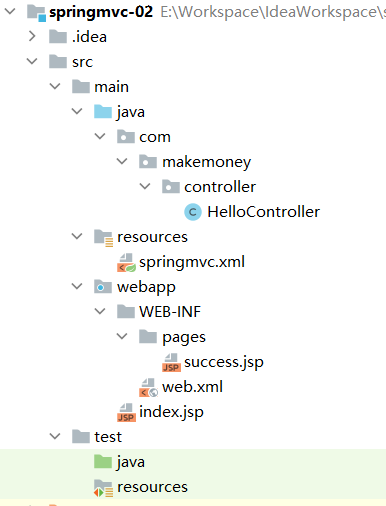 springmvc-02 E:\Workspace\IdeaWorkspace\
.idea
src
main
java
com
makemoney
controller
C HelloController
resources
springmvc.xml
webapp
WEB-INF
pages
JSP success.jsp
web.xml
JSP index.jsp
test
java
resources